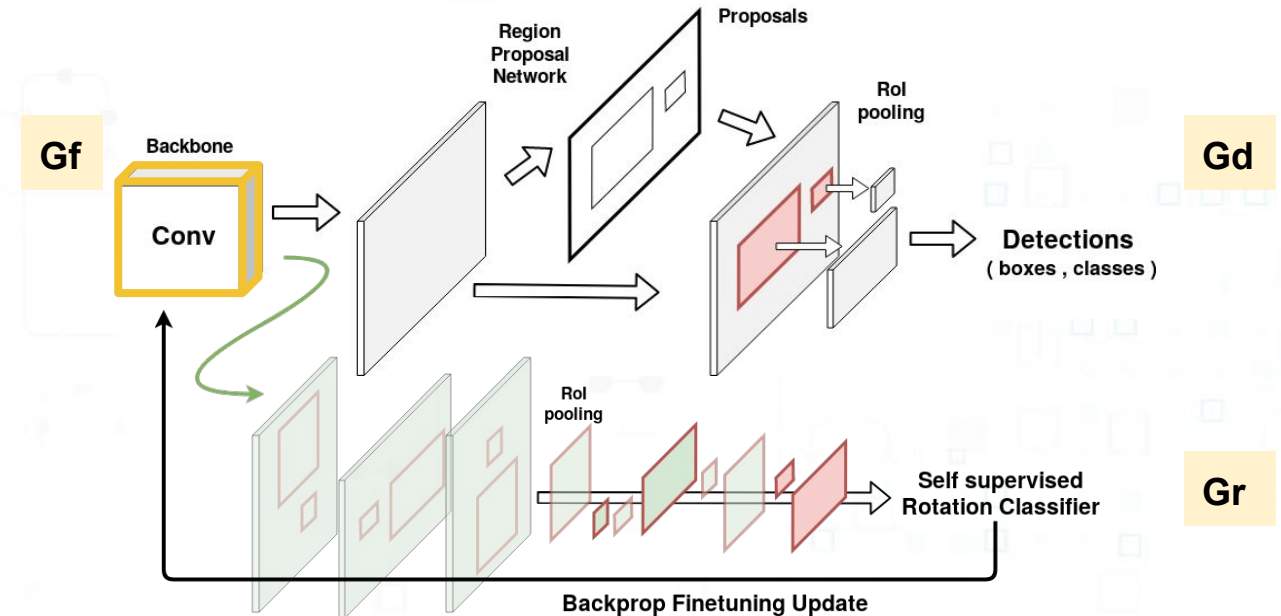 Proposals
Region
Proposal
Network
RoI
pooling
Gf
Backbone
Gd
Conv
Detections
( boxes , classes )
RoI
pooling
Self supervised
Rotation Classifier
Gr
Backprop Finetuning Update